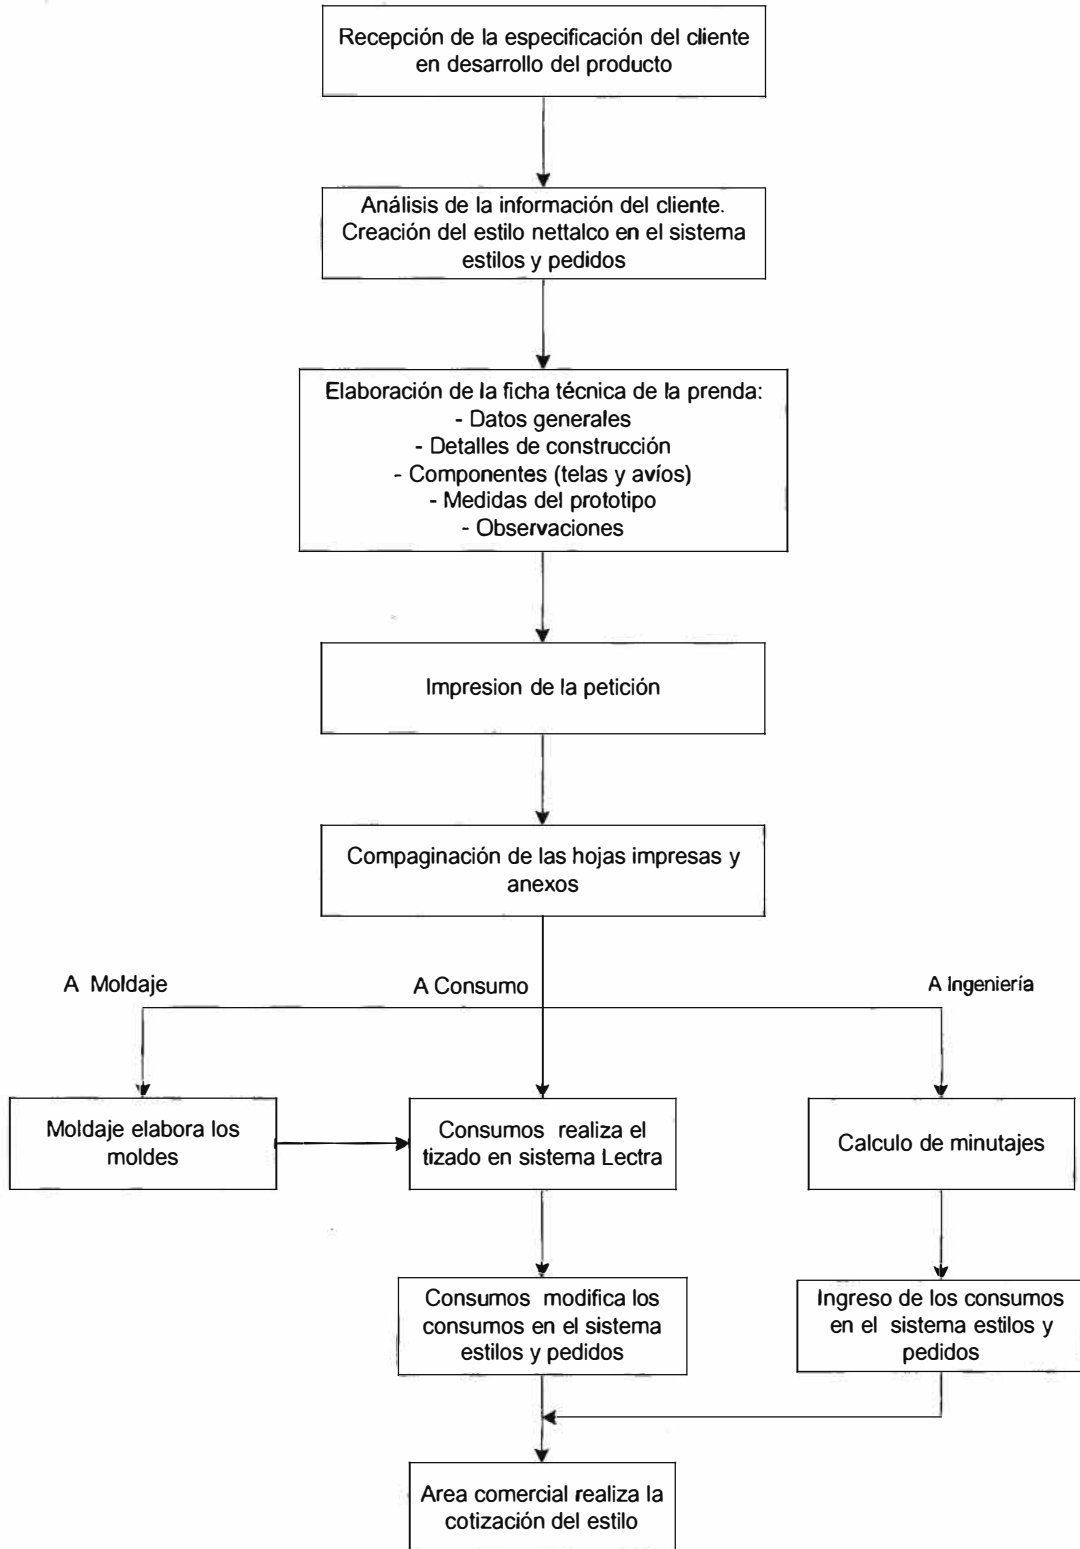 Recepción de la especificación del cliente
en desarrollo del producto
Análisis de la información del cliente.
Creación del estilo nettalco en el sistema
estilos y pedidos
Elaboración de la ficha técnica de la prenda:
- Datos generales
- Detalles de construcción
- Componentes (telas y avíos)
- Medidas del prototipo
- Observaciones
Impresion de la petición
Compaginación de las hojas impresas y
anexos
A Moldaje
A Consumo
A Ingeniería
Moldaje elabora los
moldes
Consumos realiza el
tizado en sistema Lectra
Calculo de minutajes
Consumos modifica los
consumos en el sistema
estilos y pedidos
Ingreso de los consumos
en el sistema estilos y
pedidos
Area comercial realiza la
cotización del estilo